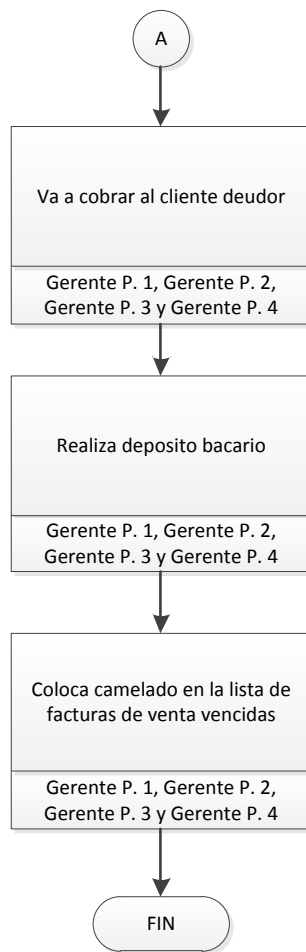 A
Va a cobrar al cliente deudor
Gerente P. 1, Gerente P. 2,
Gerente P. 3 y Gerente P. 4
Realiza deposito bacario
Gerente P. 1, Gerente P. 2,
Gerente P. 3 y Gerente P. 4
Coloca camelado en la lista de
facturas de venta vencidas
Gerente P. 1, Gerente P. 2,
Gerente P. 3 y Gerente P. 4
FIN